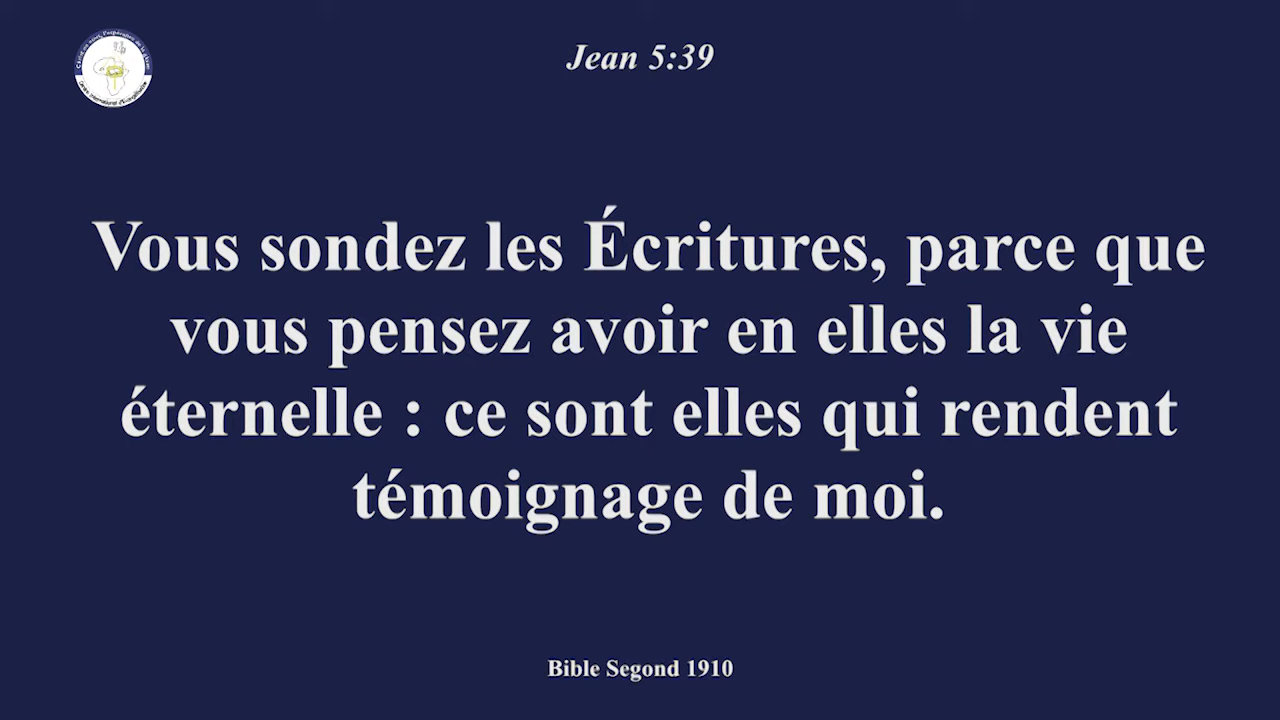 Jean 5:39
Vous sondez les Écritures, parce que
vous pensez avoir en elles la vie
éternelle : ce sont elles qui rendent
témoignage de moi.
Bible Segond 1910